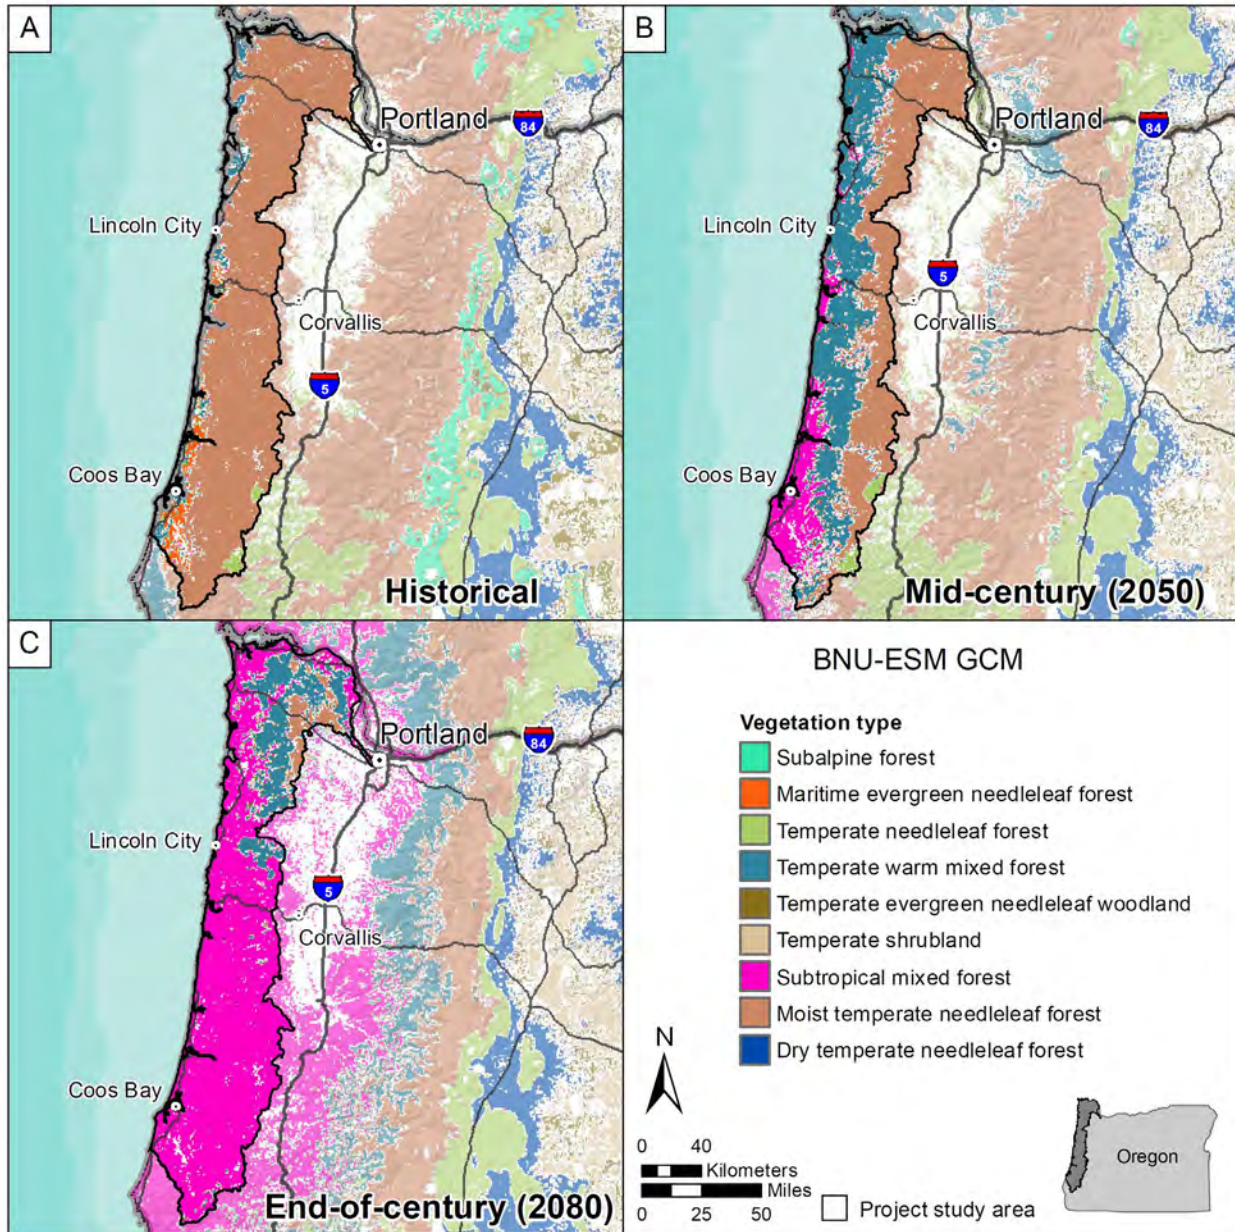 A
Portland
84
Lincoln City
Corvallis
5
Coos Bay
Historical
B
Portland
84
Lincoln City
5
Corvallis
Coos Bay
Mid-century (2050)
C
Portland
84
Lincoln City
5
Corvallis
Coos Bay
End-of-century (2080)
BNU-ESM GCM
Vegetation type
Subalpine forest
Maritime evergreen needleleaf forest
Temperate needleleaf forest
Temperate warm mixed forest
Temperate evergreen needleleaf woodland
Temperate shrubland
Subtropical mixed forest
Moist temperate needleleaf forest
Dry temperate needleleaf forest
N
0 40
Kilometers
Miles
0 25 50
Project study area
Oregon